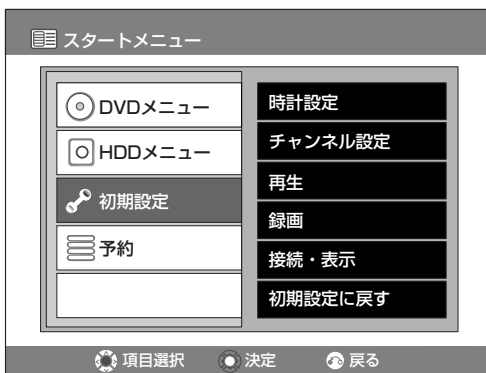 スタートメニュー
DVDメニュー
HDDメニュー
初期設定
予約
時計設定
チャンネル設定
再生
録画
接続・表示
初期設定に戻す
項目選択 決定 戻る